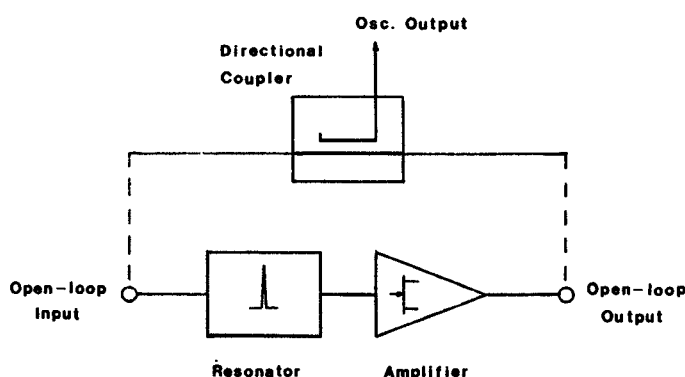 Osc. Output
Directional
Coupler
Open-loop
Input
Open-loop
Output
Resonator
Amplifier